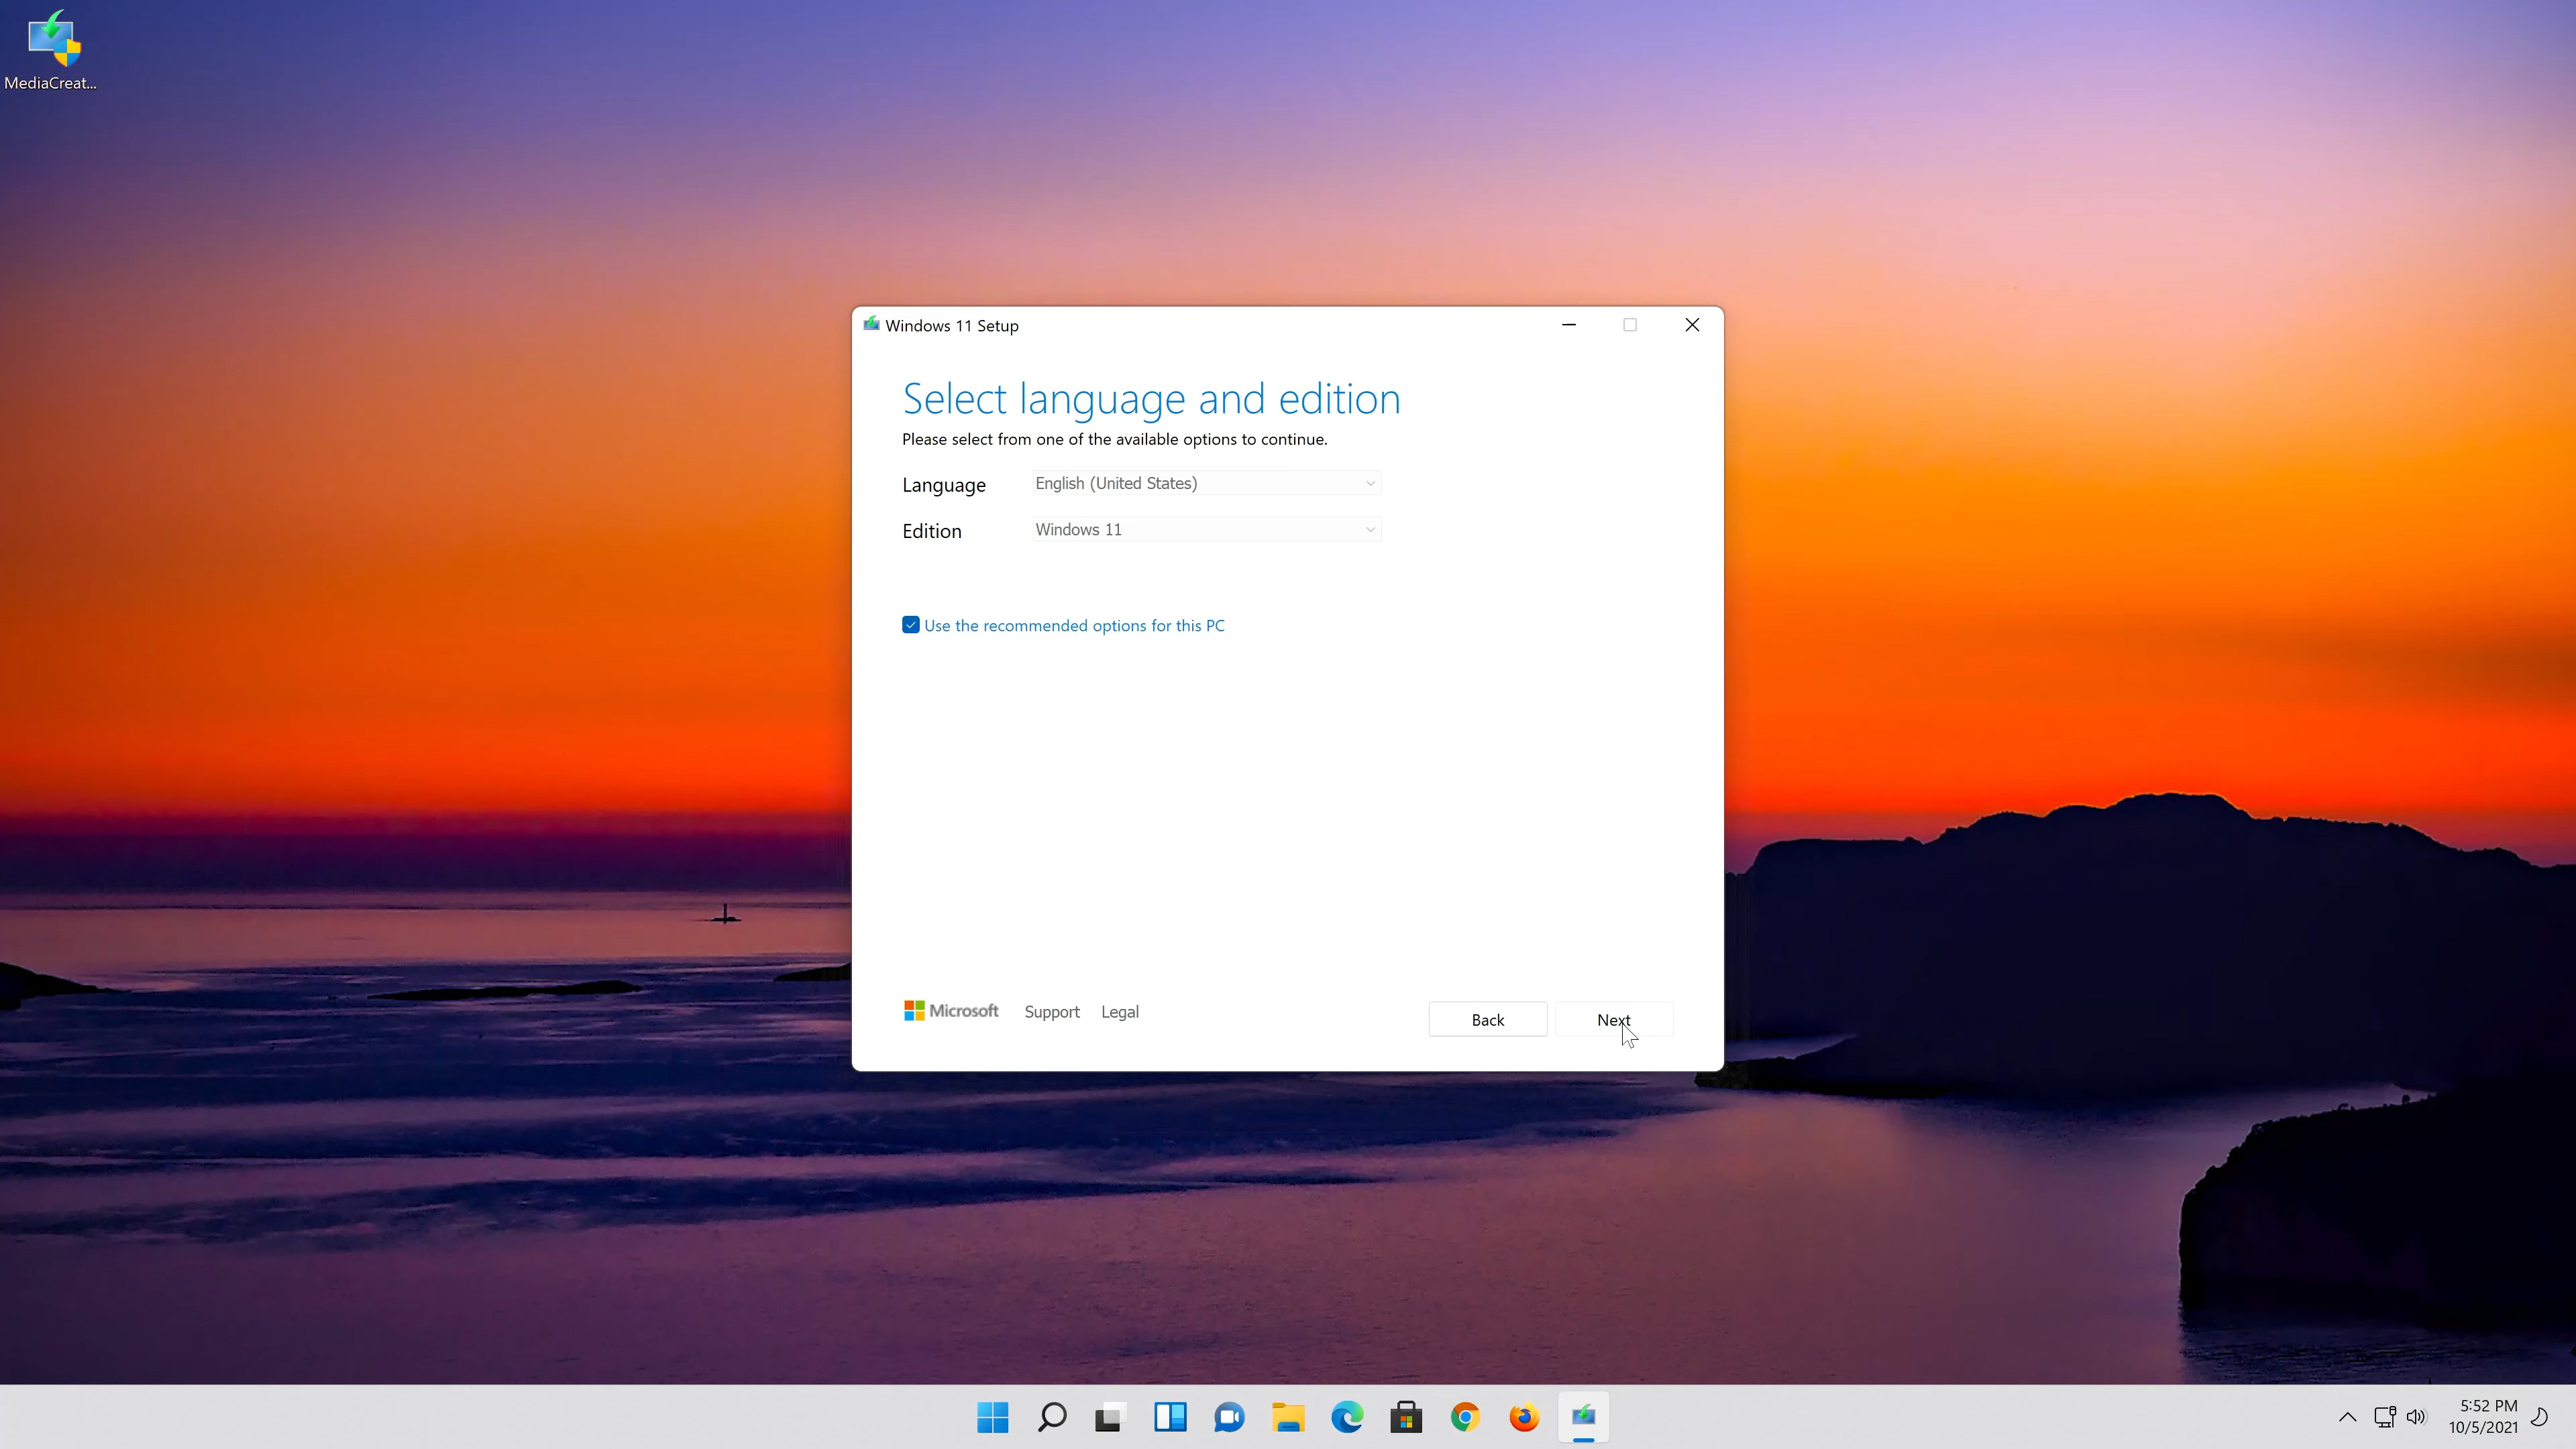 MediaCreat...
Windows 11 Setup
Select language and edition
Please select from one of the available options to continue.
Language English (United States)
Edition Windows 11
Use the recommended options for this PC
Microsoft Support Legal
Back Next
5:52 PM
10/5/2021